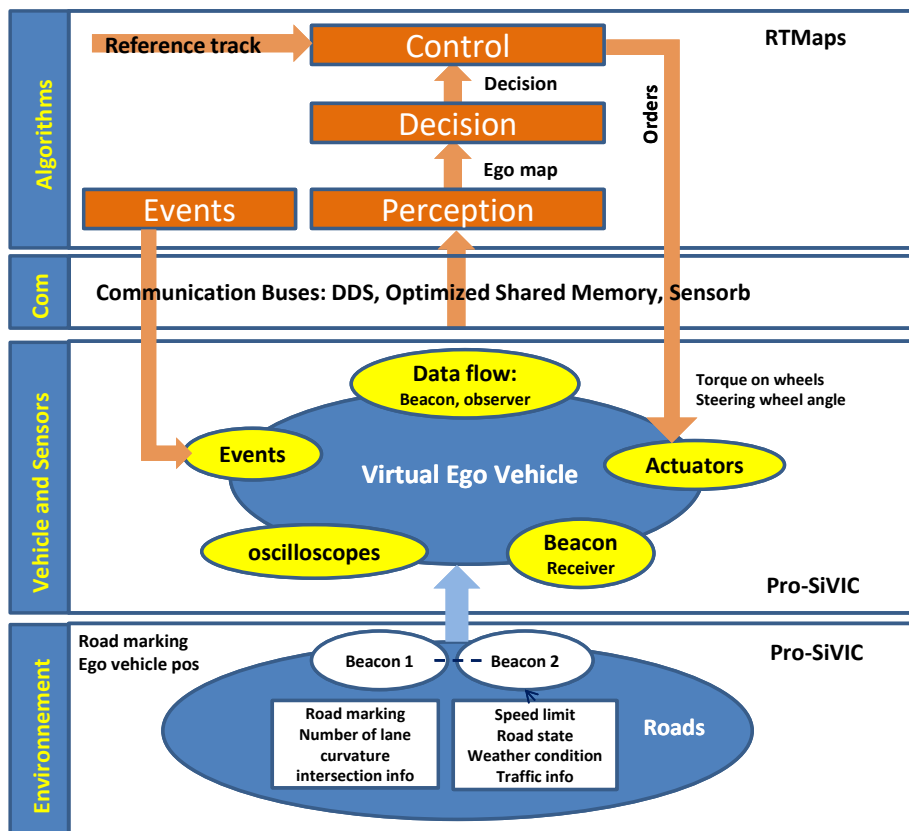 Algorithms
Reference track
Control
RTMaps
Decision
Orders
Decision
Ego map
Events
Perception
Com
Communication Buses: DDS, Optimized Shared Memory, Sensorb
Vehicle and Sensors
Data flow:
Beacon, observer
Torque on wheels
Steering wheel angle
Events
Virtual Ego Vehicle
Actuators
oscilloscopes
Beacon
Receiver
Pro-SiVIC
Environnement
Road marking
Ego vehicle pos
Beacon 1
Beacon 2
Pro-SiVIC
Road marking
Number of lane
curvature
intersection info
Speed limit
Road state
Weather condition
Traffic info
Roads